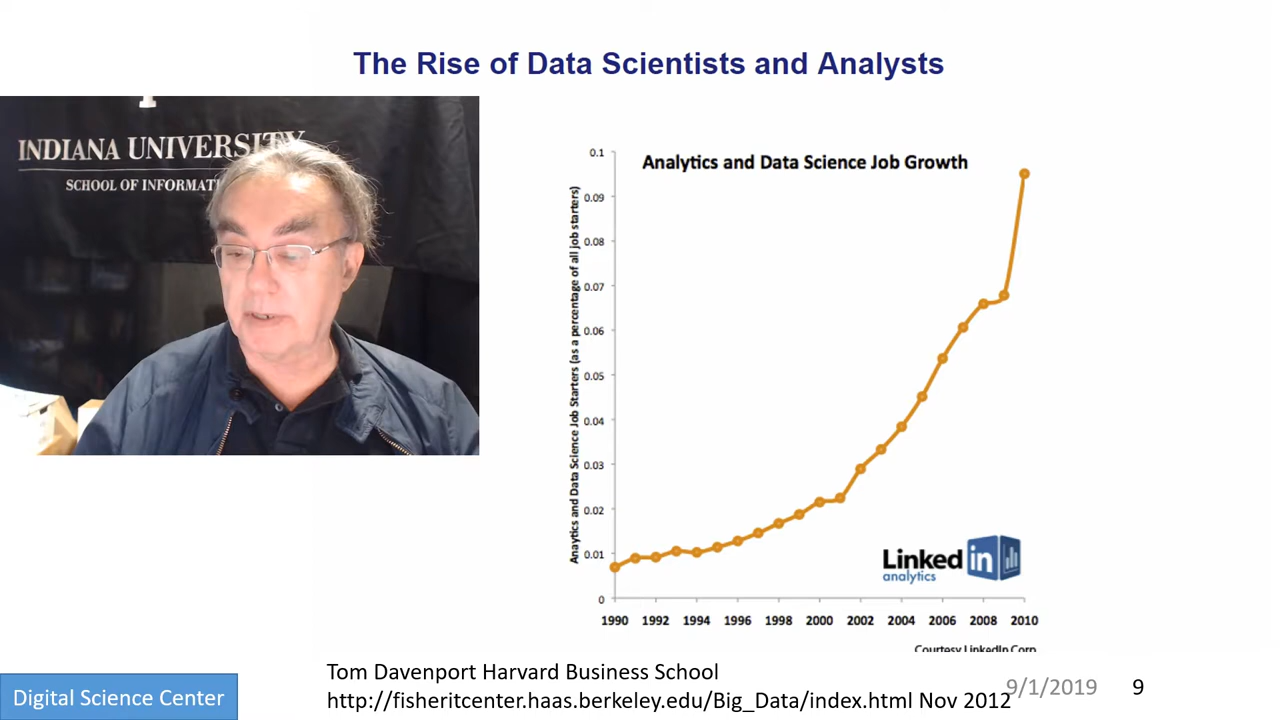 The Rise of Data Scientists and Analysts
INDIANA UNIVERSITY
SCHOOL OF
Analytics and Data Science Job Growth
Anaytics and Data Science Job Starters (as a percentage of all job starters)
0.1
0.09
0.08
0.07
0.06
0.05
0.04
0.03
0.02
0.01
0
1990 1992 1994 1996 1998 2000 2002 2004 2006 2008 2010
Linked in
analytics
Courtesy LinkedIn Corp
Tom Davenport Harvard Business School
http://fisheritcenter.haas.berkeley.edu/Big_Data/index.html Nov 2012
9/1/2019
9
Digital Science Center